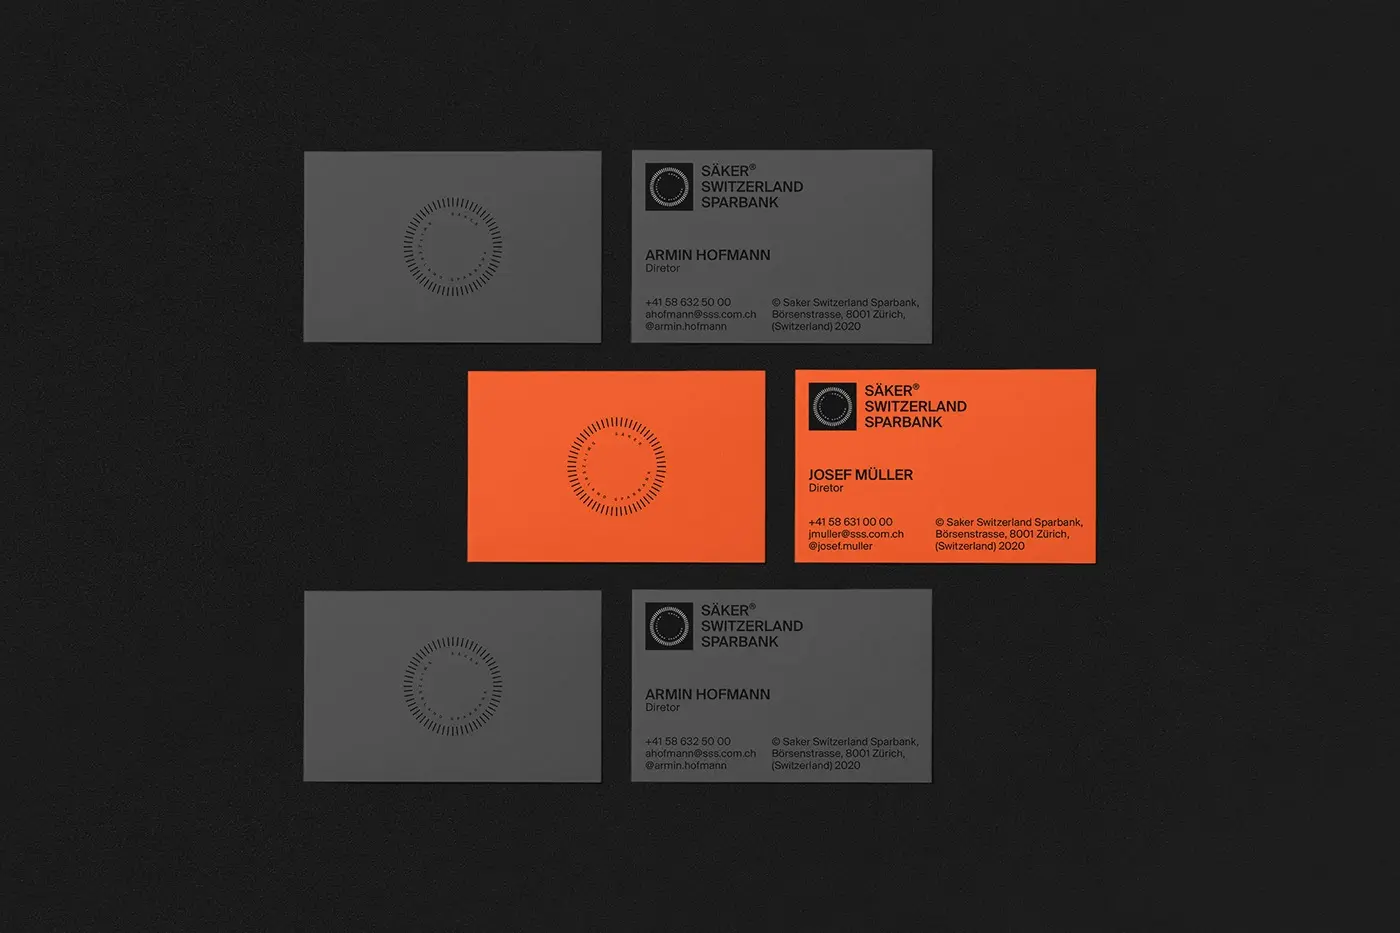 SÄKER®
SWITZERLAND
SPARBANK
ARMIN HOFMANN
Diretor
+41 58 632 50 00
ahofmann@sss.com.ch
@armin.hofmann
© Saker Switzerland Sparbank,
Börsenstrasse, 8001 Zürich,
(Switzerland) 2020
SÄKER®
SWITZERLAND
SPARBANK
JOSEF MÜLLER
Diretor
+41 58 631 00 00
jmuller@sss.com.ch
@josef.muller
© Saker Switzerland Sparbank,
Börsenstrasse, 8001 Zürich,
(Switzerland) 2020
SÄKER®
SWITZERLAND
SPARBANK
ARMIN HOFMANN
Diretor
+41 58 632 50 00
ahofmann@sss.com.ch
@armin.hofmann
© Saker Switzerland Sparbank,
Börsenstrasse, 8001 Zürich,
(Switzerland) 2020